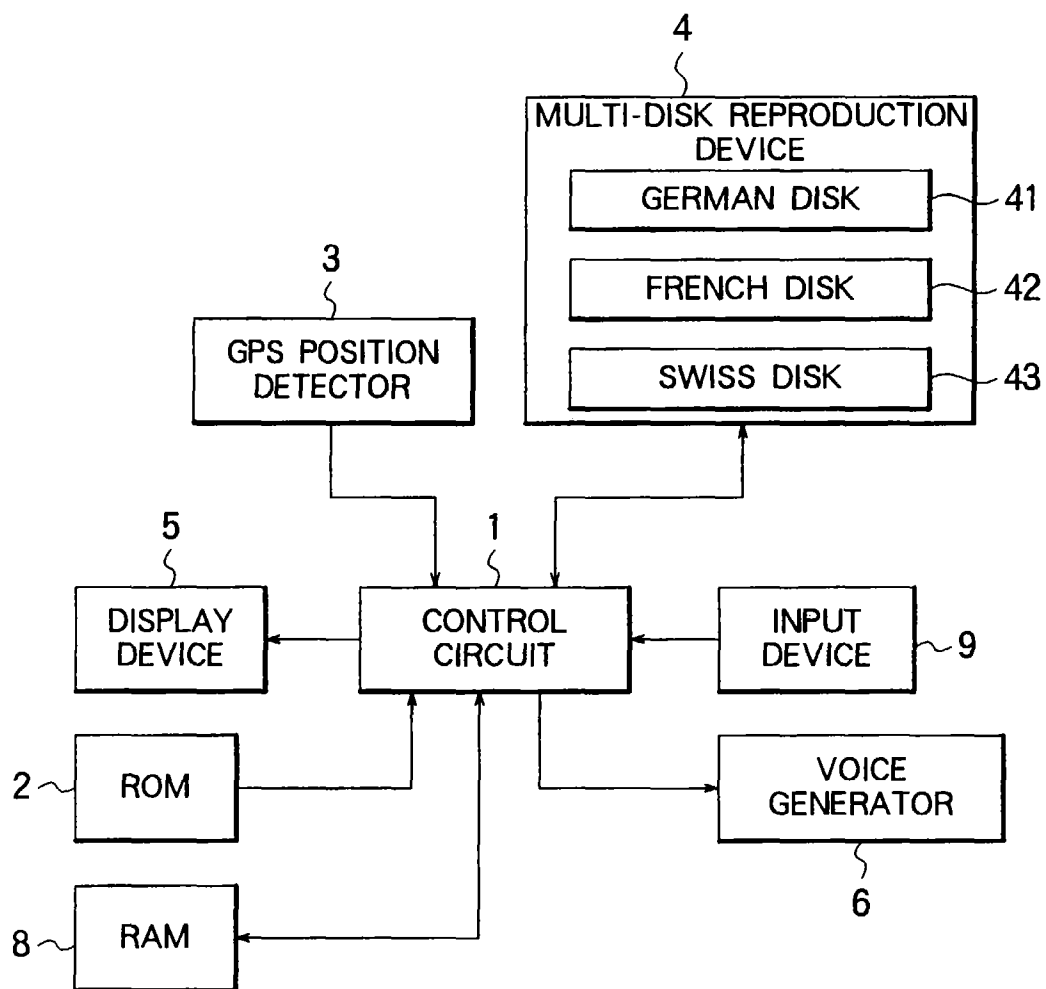 4
MULTI-DISK REPRODUCTION
DEVICE
GERMAN DISK
41
FRENCH DISK
42
SWISS DISK
43
3
GPS POSITION
DETECTOR
5
DISPLAY
DEVICE
1
CONTROL
CIRCUIT
INPUT
DEVICE
9
2
ROM
VOICE
GENERATOR
6
8
RAM